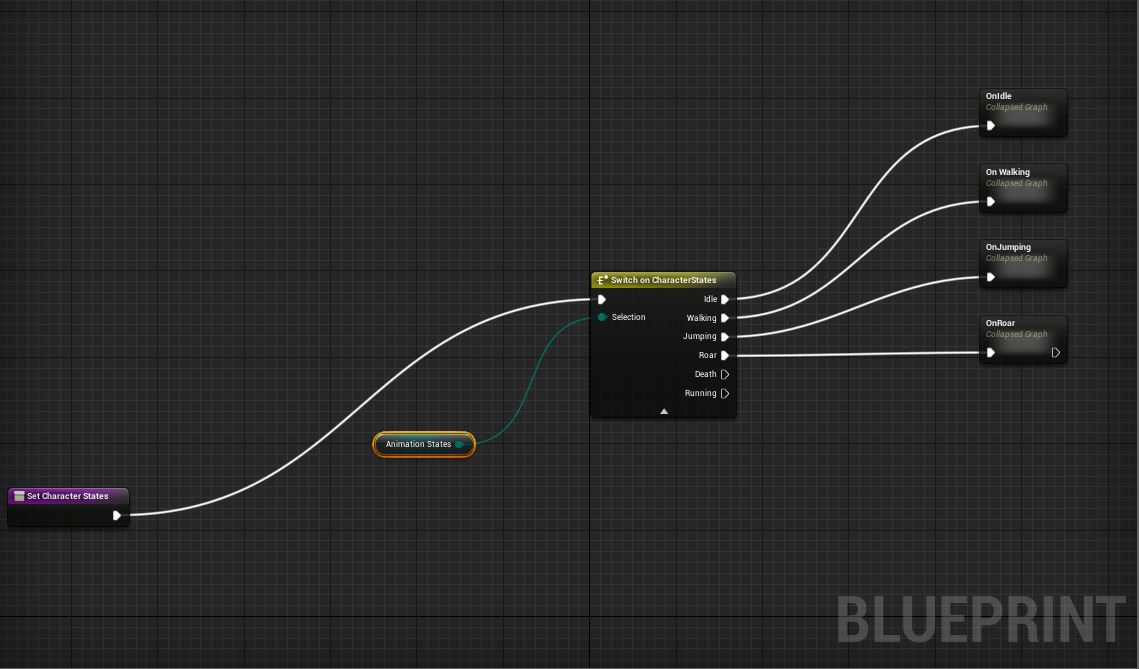 OnIdle
Collapsed Graph
On Walking
Collapsed Graph
OnJumping
Collapsed Graph
Switch on CharacterStates
Idle
Selection
Walking
Jumping
Roar
Death
Running
OnRoar
Collapsed Graph
Animation States
Set Character States
BLUEPRINT